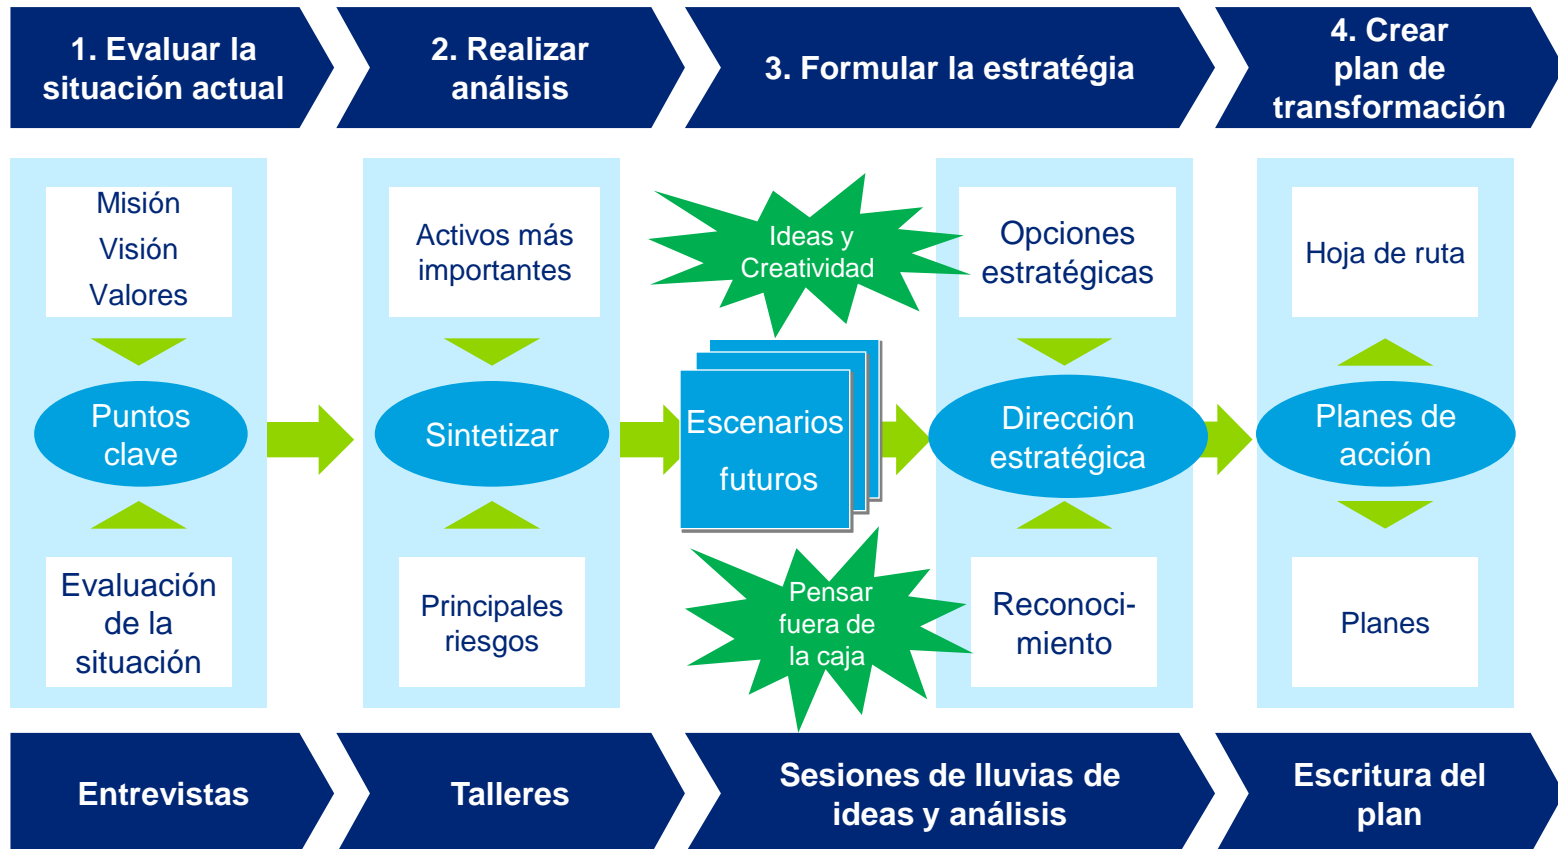 1. Evaluar la
situación actual
2. Realizar
análisis
3. Formular la estratégia
4. Crear
plan de
transformación
Misión
Visión
Valores
Puntos
clave
Evaluación
de la
situación
Activos más
importantes
Sintetizar
Principales
riesgos
Ideas y
Creatividad
Escenarios
futuros
Pensar
fuera de
la caja
Opciones
estratégicas
Dirección
estratégica
Reconoci-
miento
Hoja de ruta
Planes de
acción
Planes
Entrevistas
Talleres
Sesiones de lluvias de
ideas y análisis
Escritura del
plan